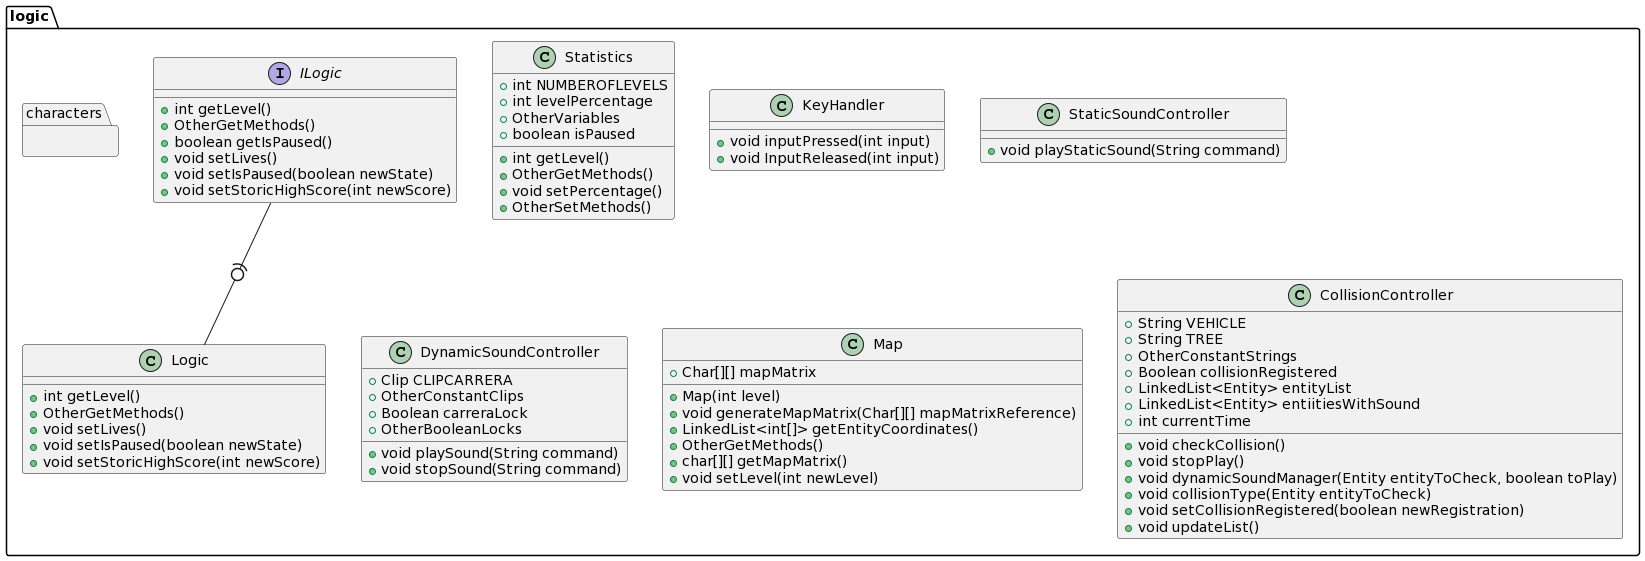 logic
characters
I ILogic
int getLevel()
OtherGetMethods()
boolean getIsPaused()
void setLives()
void setIsPaused(boolean newState)
void setStoricHighScore(int newScore)
C Statistics
int NUMBEROFLEVELS
int levelPercentage
OtherVariables
boolean isPaused
int getLevel()
OtherGetMethods()
void setPercentage()
OtherSetMethods()
C KeyHandler
void inputPressed(int input)
void InputReleased(int input)
C StaticSoundController
void playStaticSound(String command)
C Logic
int getLevel()
OtherGetMethods()
void setLives()
void setIsPaused(boolean newState)
void setStoricHighScore(int newScore)
C DynamicSoundController
Clip CLIPCARRERA
OtherConstantClips
Boolean carreraLock
OtherBooleanLocks
void playSound(String command)
void stopSound(String command)
C Map
Char[][] mapMatrix
Map(int level)
void generateMapMatrix(Char[][] mapMatrixReference)
LinkedList<int[]> getEntityCoordinates()
OtherGetMethods()
char[][] getMapMatrix()
void setLevel(int newLevel)
C CollisionController
String VEHICLE
String TREE
OtherConstantStrings
Boolean collisionRegistered
LinkedList<Entity> entityList
LinkedList<Entity> entiitiesWithSound
int currentTime
void checkCollision()
void stopPlay()
void dynamicSoundManager(Entity entityToCheck, boolean toPlay)
void collisionType(Entity entityToCheck)
void setCollisionRegistered(boolean newRegistration)
void updateList()